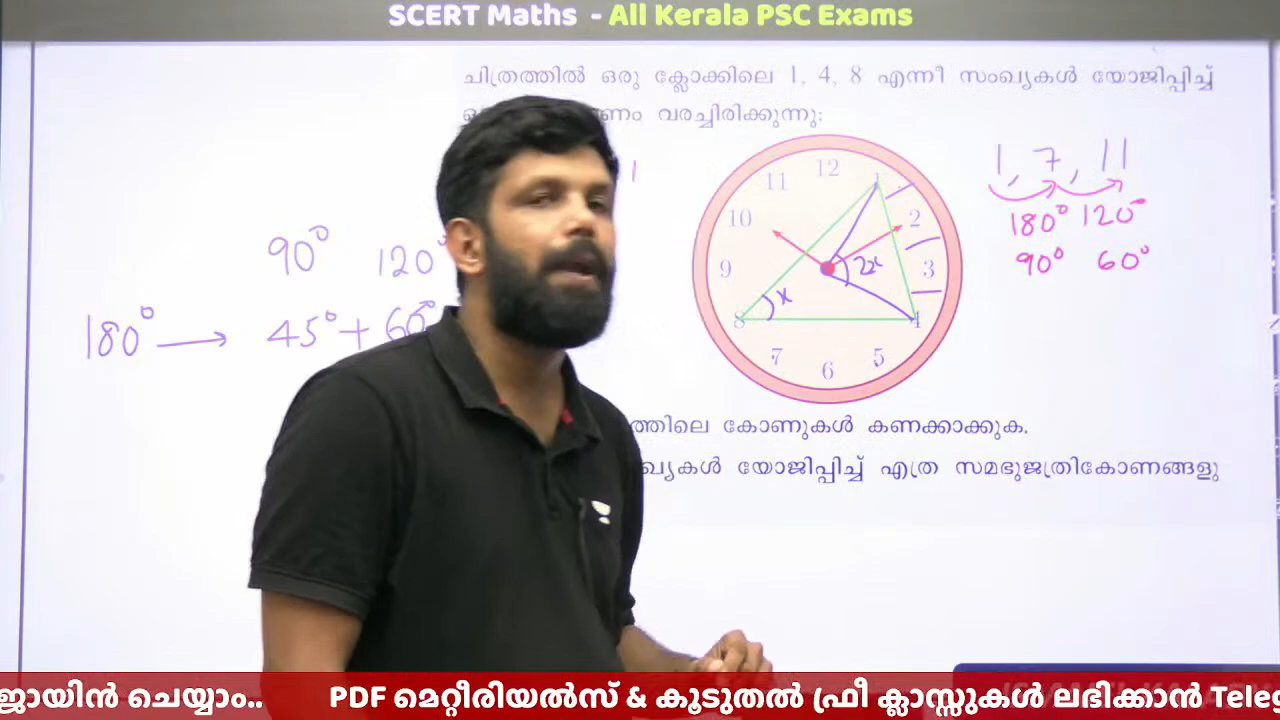 SCERT Maths - All Kerala PSC Exams
ചിത്രത്തിൽ ഒരു ക്ലോക്കിലെ 1, 4, 8 എന്നീ സംഖ്യകൾ യോജിപ്പിച്ച്
വരച്ചിരിക്കുന്നു:
1, 7, 11
180° 120°
90° 60°
90° 120°
180° → 45° + 60°
12
11 1
10 2
9 3
8 4
7 5
6
x
2x
കോണുകൾ കണക്കാക്കുക.
യോജിപ്പിച്ച് എത്ര സമഭുജത്രികോണങ്ങളു
ജോയിൻ ചെയ്യാം.. PDF മെറ്റീരിയൽസ് & കൂടുതൽ ഫ്രീ ക്ലാസ്സുകൾ ലഭിക്കാൻ